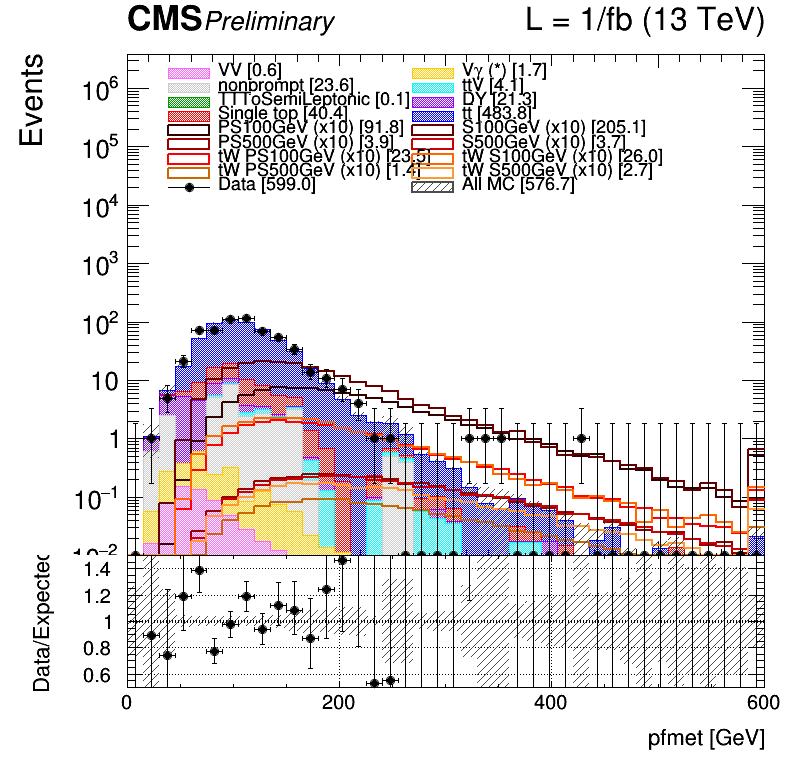 CMS Preliminary L = 1/fb (13 TeV)
Events
VV [0.6] Vγ (*) [1.7]
nonprompt [23.6] ttV [4.1]
TTToSemiLeptonic [0.1] DY [21.3]
Single top [40.4] tt [483.8]
PS100GeV (x10) [91.8] S100GeV (x10) [205.1]
PS500GeV (x10) [3.9] S500GeV (x10) [3.7]
tW PS100GeV (x10) [23.5] tW S100GeV (x10) [26.0]
tW PS500GeV (x10) [1.4] tW S500GeV (x10) [2.7]
Data [599.0] All MC [576.7]
10⁶
10⁵
10⁴
10³
10²
10
1
10⁻¹
10⁻²
Data/Expected
1.4
1.2
1
0.8
0.6
0 200 400 600
pfmet [GeV]